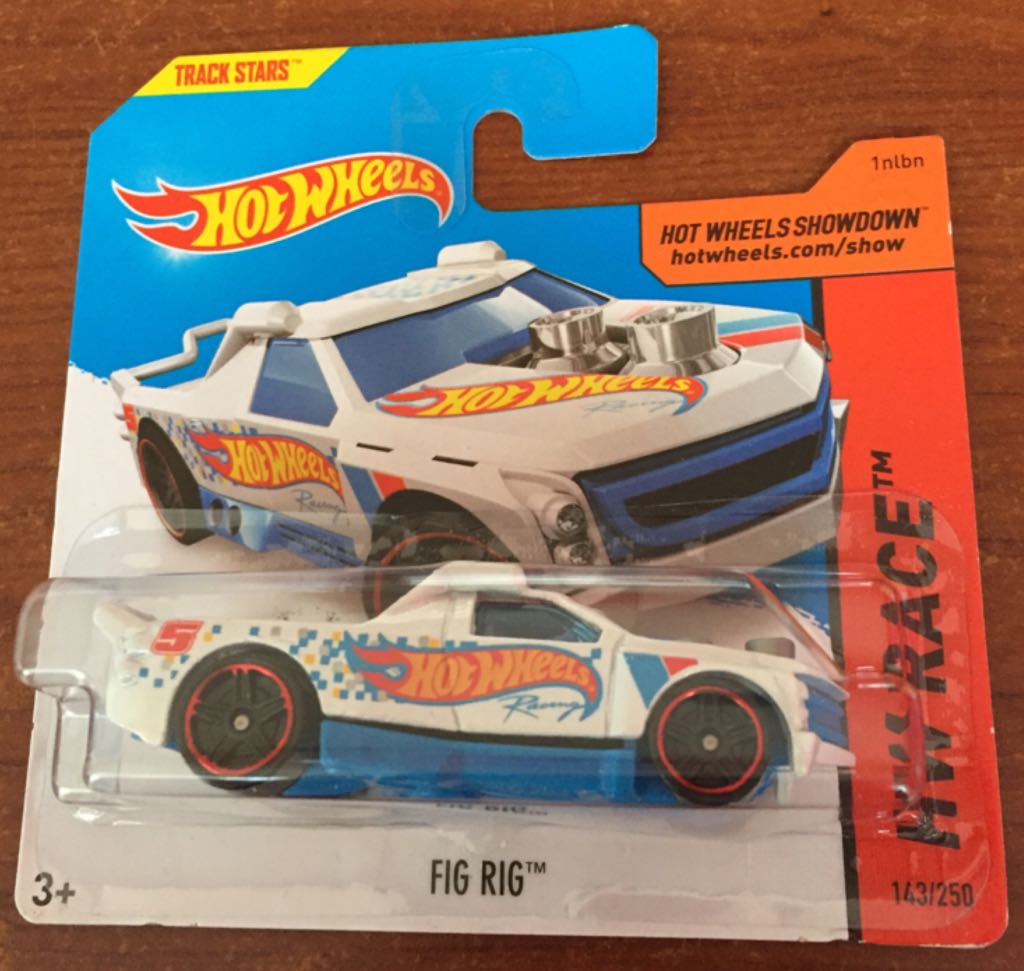 TRACK STARS™
HOT WHEELS
1nlbn
HOT WHEELS SHOWDOWN™
hotwheels.com/show
HOT WHEELS
Racing
HOT WHEELS
Racing
HW RACE™
5
HOT WHEELS
Racing
FIG RIG™
3+
143/250